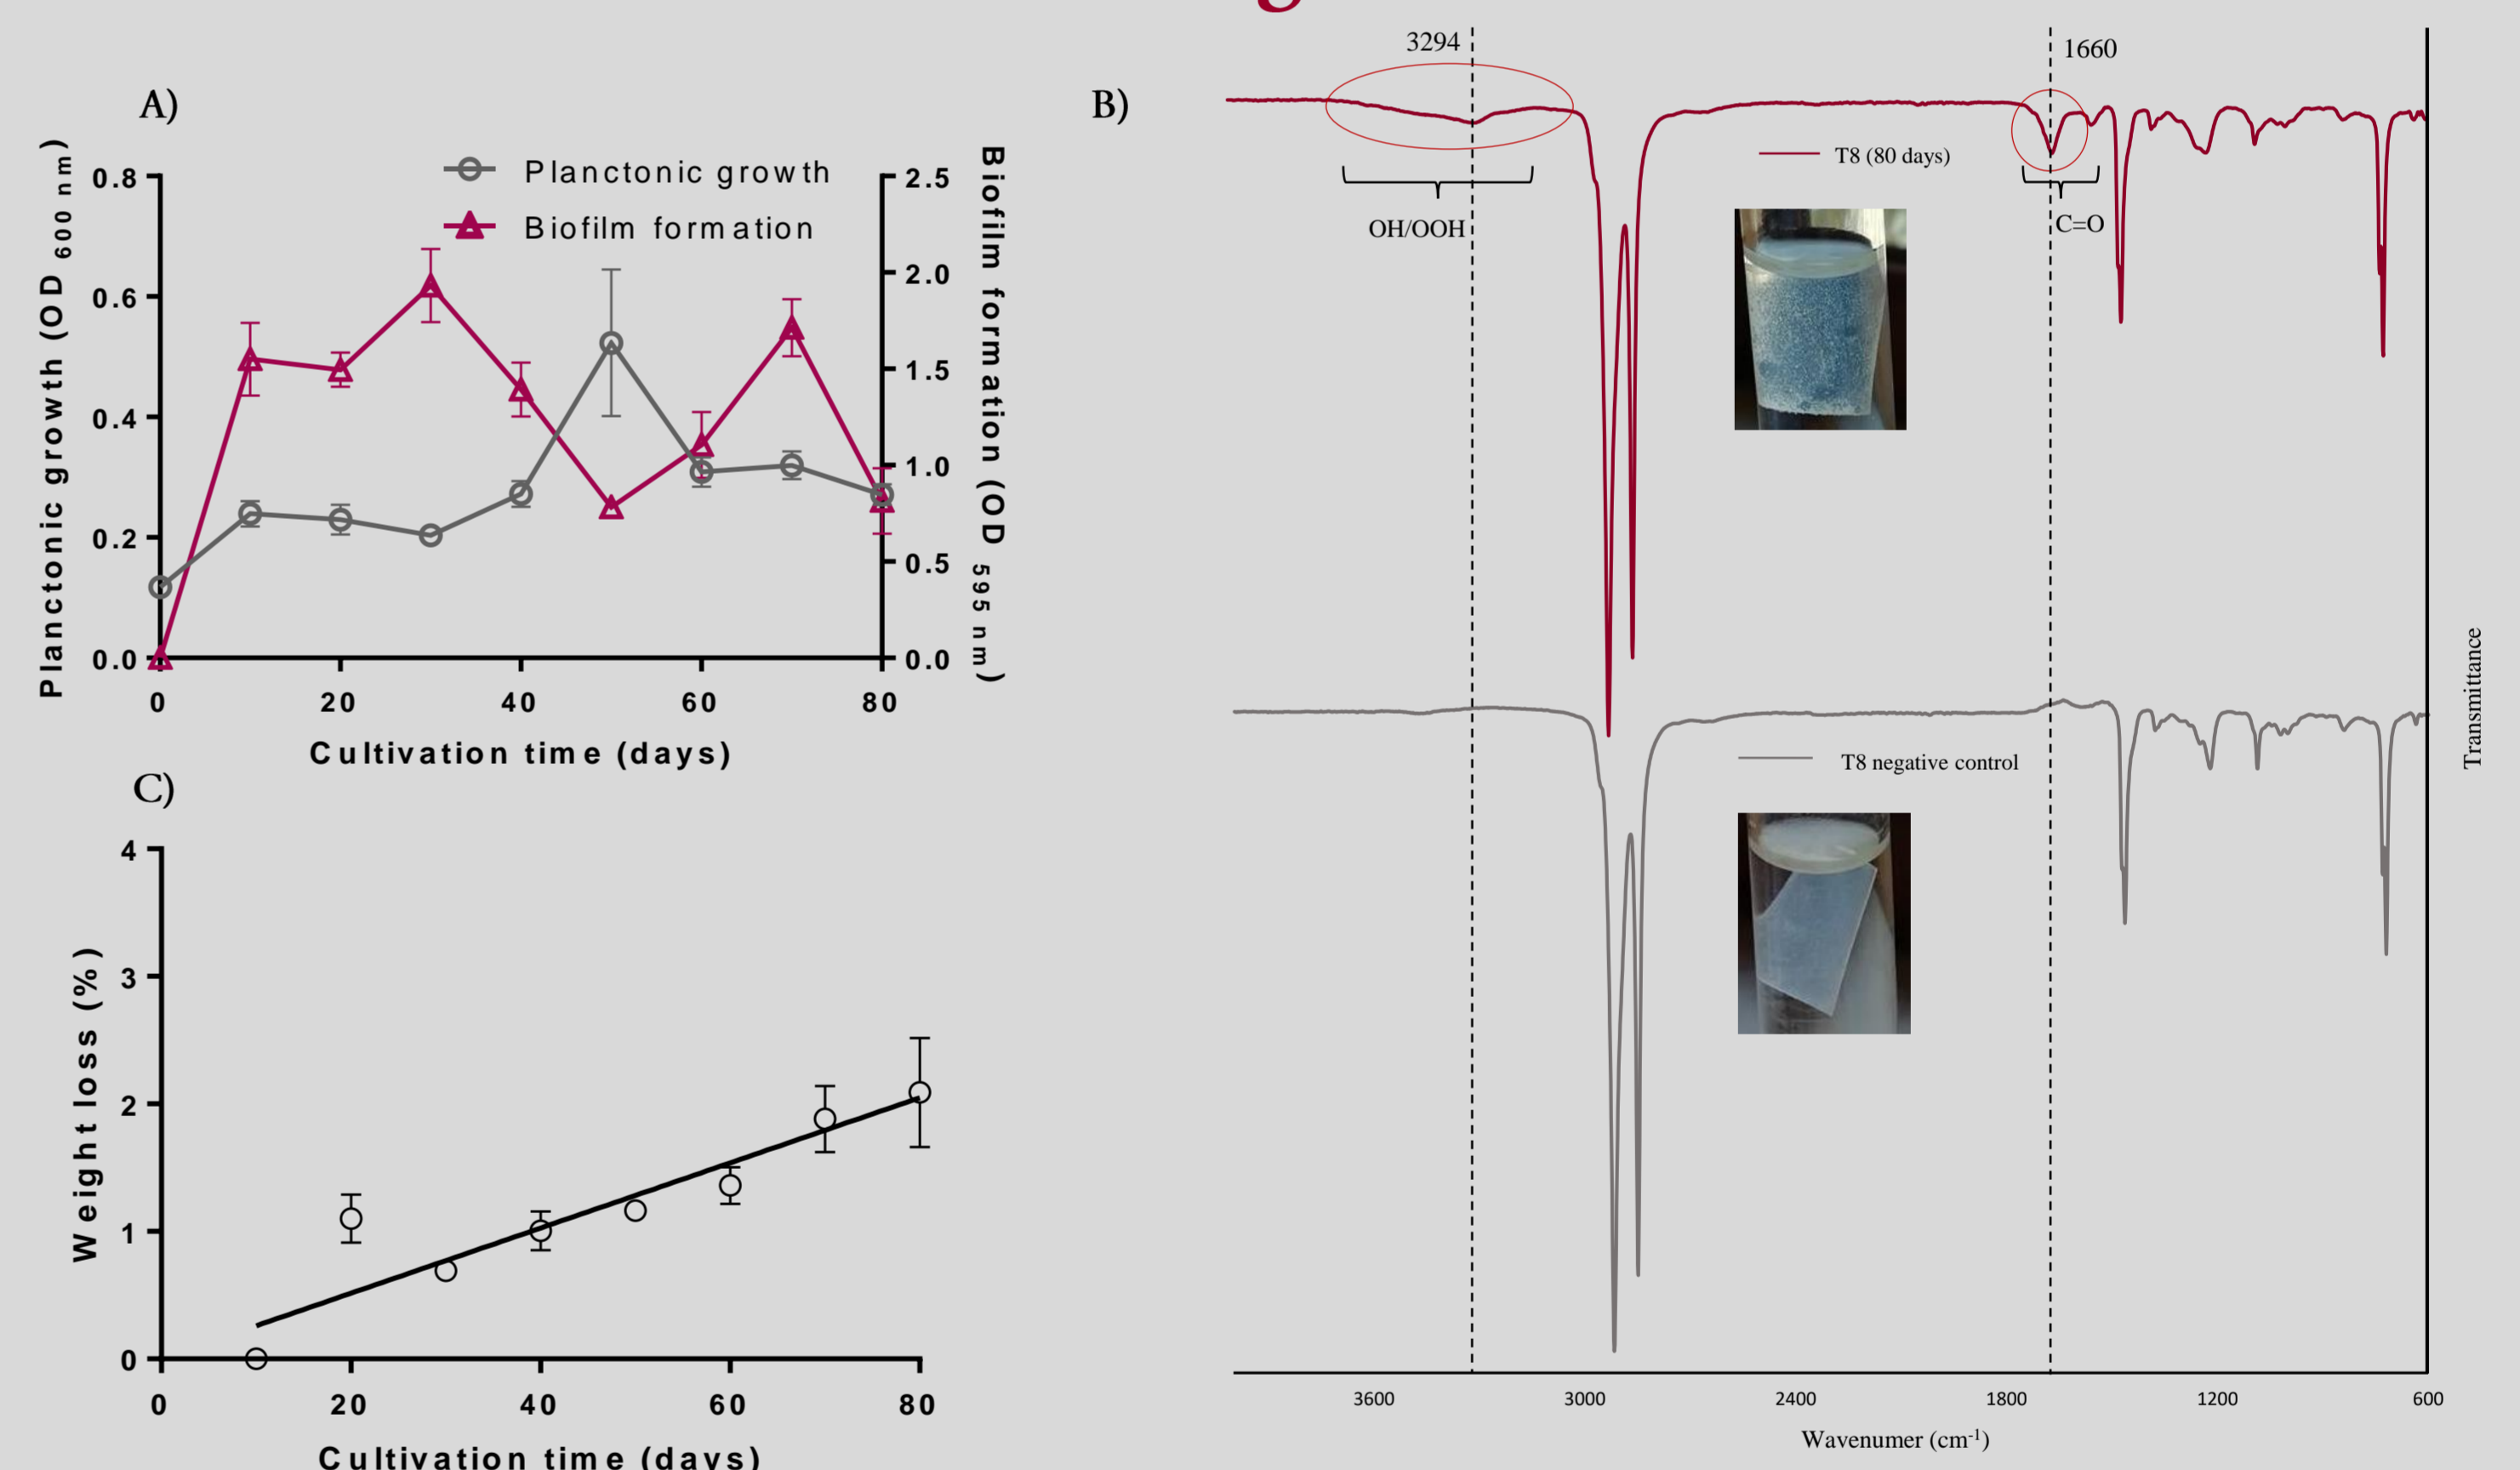 A)
Planctonic growth (OD 600 nm)
0.8
0.6
0.4
0.2
0.0
Planctonic growth
Biofilm formation
2.5
2.0
1.5
1.0
0.5
0.0
Biofilm formation (OD 595 nm)
0 20 40 60 80
Cultivation time (days)
C)
Weight loss (%)
4
3
2
1
0
0 20 40 60 80
Cultivation time (days)
B)
3294
1660
T8 (80 days)
OH/OOH
C=O
T8 negative control
Transmittance
3600 3000 2400 1800 1200 600
Wavenumer (cm-1)